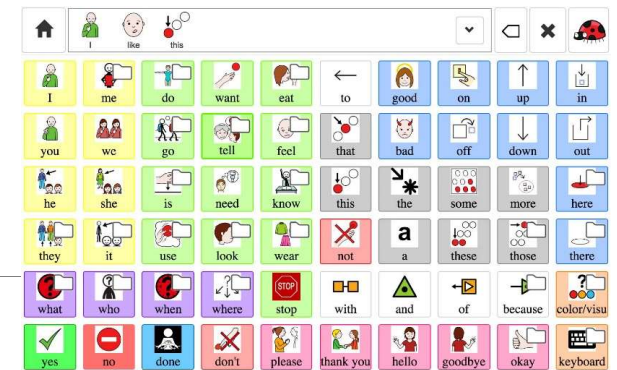 I like this
I me do want eat to good on up in
you we go tell feel that bad off down out
he she is need know this the some more here
they it use look wear not a a these those there
STOP
what who when where stop with and of because color/visu
yes no done don't please thank you hello goodbye okay keyboard